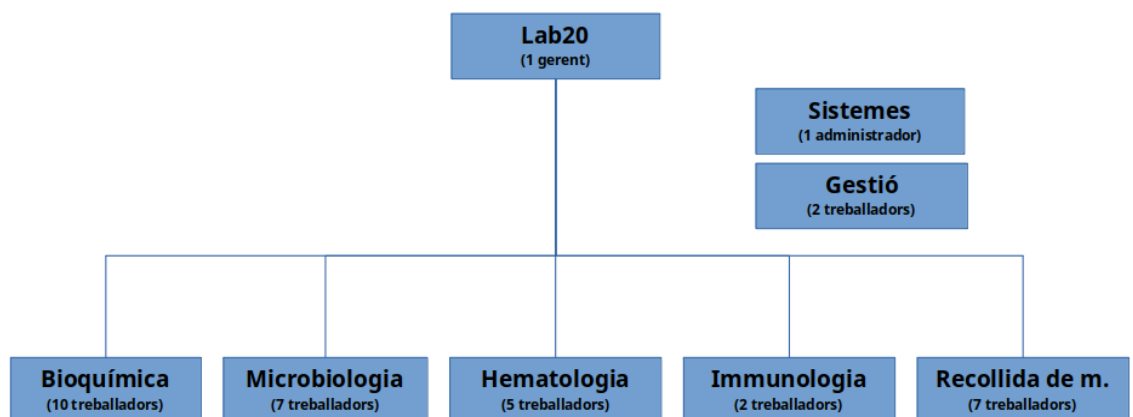 Lab20
(1 gerent)
Sistemes
(1 administrador)
Gestió
(2 treballadors)
Bioquímica
(10 treballadors)
Microbiologia
(7 treballadors)
Hematologia
(5 treballadors)
Immunologia
(2 treballadors)
Recollida de m.
(7 treballadors)